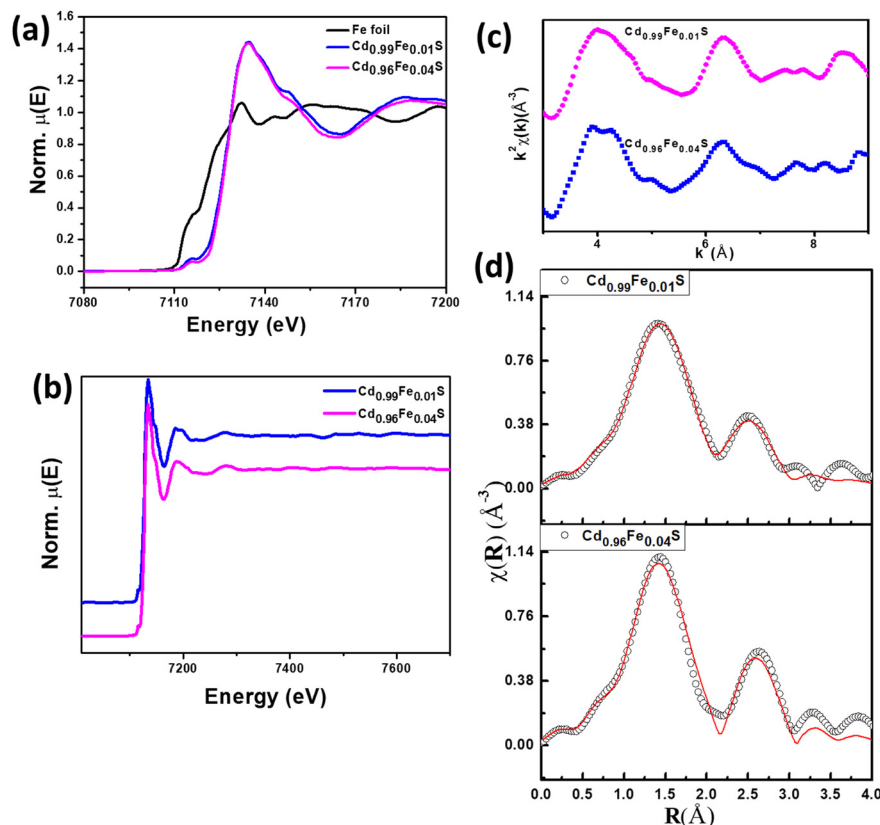 (a)
Fe foil
Cd0.99Fe0.01S
Cd0.96Fe0.04S
Norm. μ(E)
1.6
1.4
1.2
1.0
0.8
0.6
0.4
0.2
0.0
7080 7110 7140 7170 7200
Energy (eV)
(b)
Cd0.99Fe0.01S
Cd0.96Fe0.04S
Norm. μ(E)
7200 7400 7600
Energy (eV)
(c)
Cd0.99Fe0.01S
Cd0.96Fe0.04S
k²χ(k)(Å⁻³)
4 6 8
k (Å)
(d)
Cd0.99Fe0.01S
1.14
0.76
0.38
0.00
χ(R) (Å⁻³)
Cd0.96Fe0.04S
1.14
0.76
0.38
0.00
0.0 0.5 1.0 1.5 2.0 2.5 3.0 3.5 4.0
R(Å)